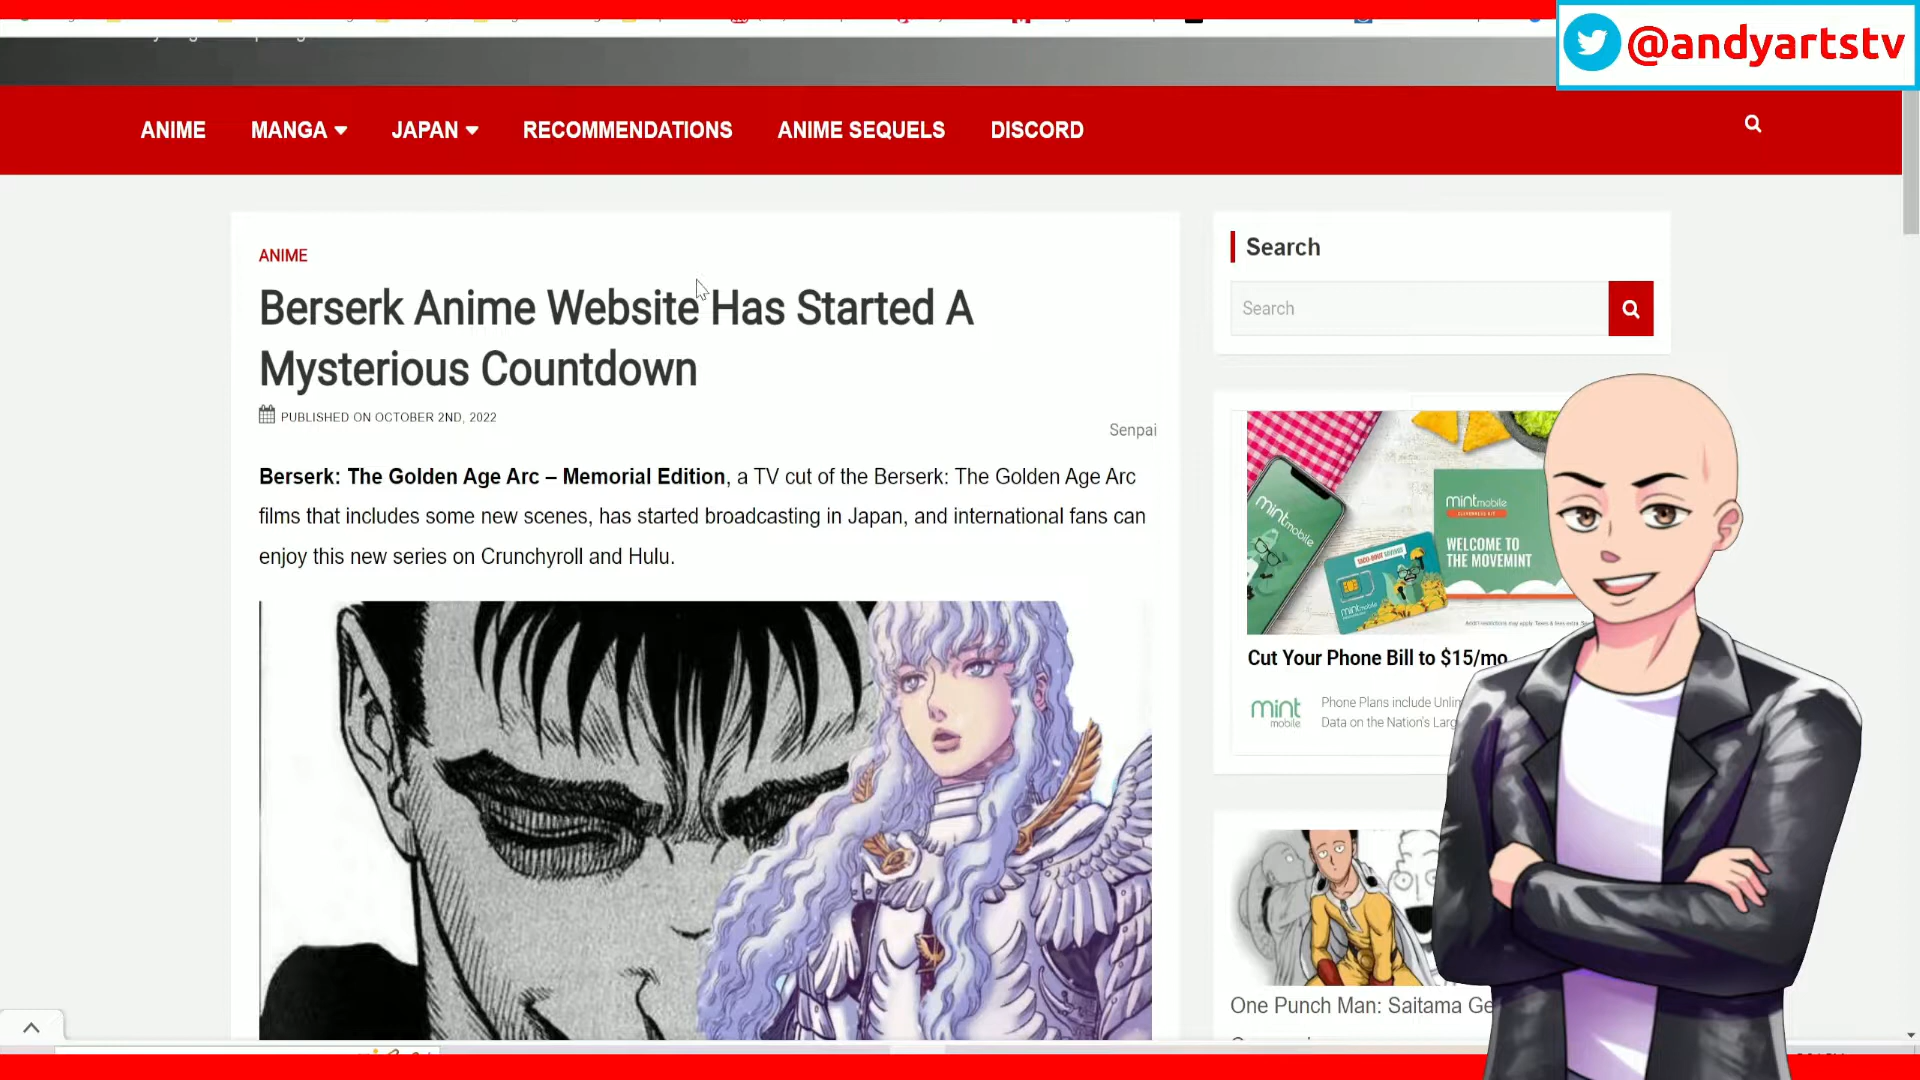 @andyartstv
ANIME MANGA JAPAN RECOMMENDATIONS ANIME SEQUELS DISCORD
ANIME
Berserk Anime Website Has Started A
Mysterious Countdown
PUBLISHED ON OCTOBER 2ND, 2022
Senpai
Berserk: The Golden Age Arc – Memorial Edition, a TV cut of the Berserk: The Golden Age Arc
films that includes some new scenes, has started broadcasting in Japan, and international fans can
enjoy this new series on Crunchyroll and Hulu.
Search
Search
mintmobile
mintmobile
WELCOME TO
THE MOVEMINT
mintmobile
Cut Your Phone Bill to $15/mo
mint
mobile
Phone Plans include Unlim
Data on the Nation's Larg
One Punch Man: Saitama Ge